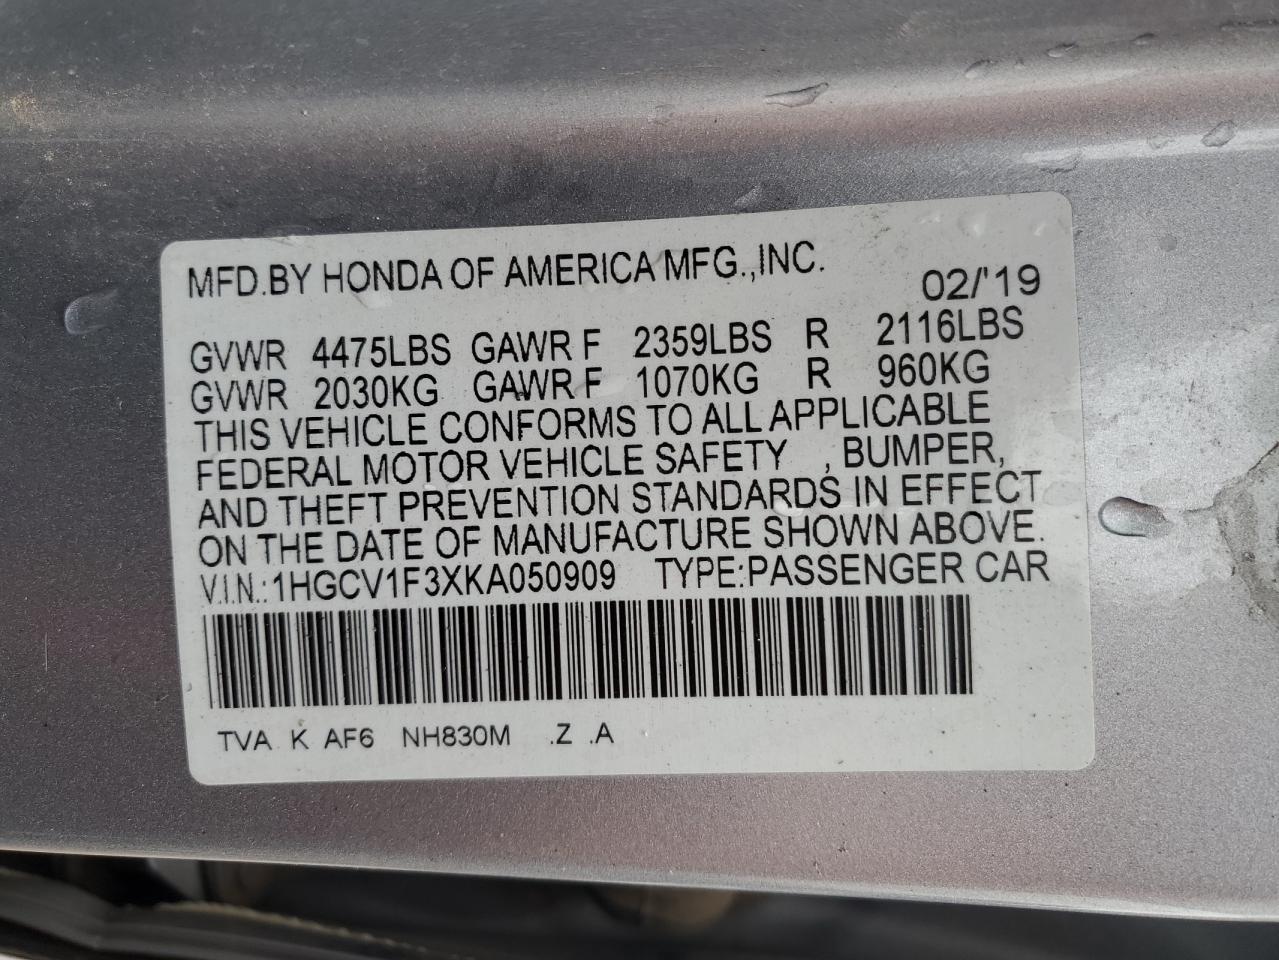 MFD.BY HONDA OF AMERICA MFG.,INC.
02/'19
GVWR 4475LBS GAWR F 2359LBS R 2116LBS
GVWR 2030KG GAWR F 1070KG R 960KG
THIS VEHICLE CONFORMS TO ALL APPLICABLE
FEDERAL MOTOR VEHICLE SAFETY , BUMPER,
AND THEFT PREVENTION STANDARDS IN EFFECT
ON THE DATE OF MANUFACTURE SHOWN ABOVE.
V.I.N.:1HGCV1F3XKA050909 TYPE:PASSENGER CAR
TVA K AF6 NH830M .Z .A